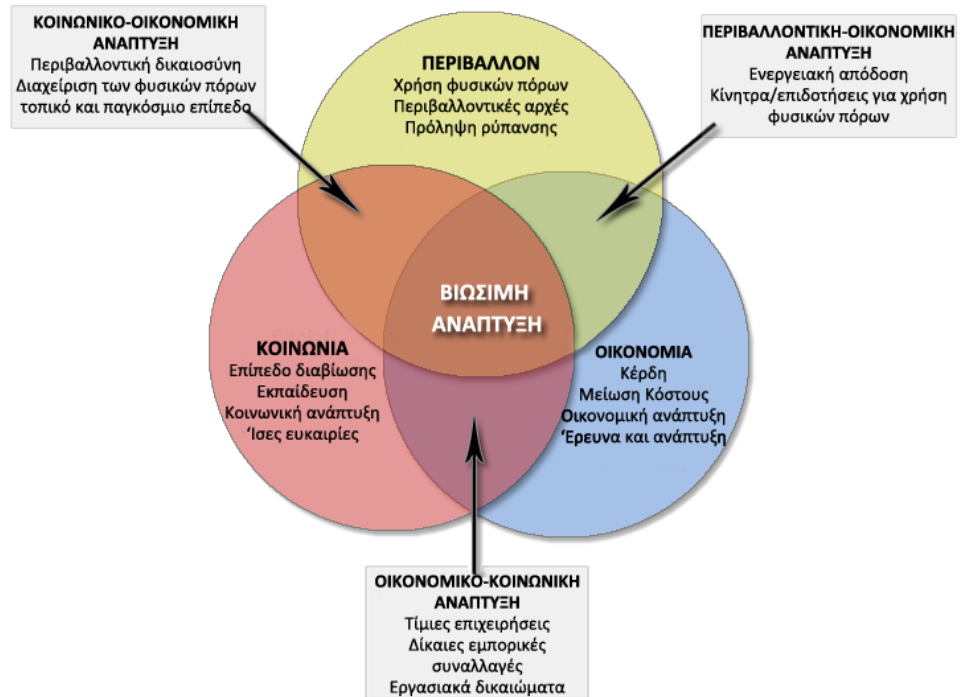 ΚΟΙΝΩΝΙΚΟ-ΟΙΚΟΝΟΜΙΚΗ
ΑΝΑΠΤΥΞΗ
Περιβαλλοντική δικαιοσύνη
Διαχείριση των φυσικών πόρων
τοπικό και παγκόσμιο επίπεδο
ΠΕΡΙΒΑΛΛΟΝ
Χρήση φυσικών πόρων
Περιβαλλοντικές αρχές
Πρόληψη ρύπανσης
ΠΕΡΙΒΑΛΛΟΝΤΙΚΗ-ΟΙΚΟΝΟΜΙΚΗ
ΑΝΑΠΤΥΞΗ
Ενεργειακή απόδοση
Κίνητρα/επιδοτήσεις για χρήση
φυσικών πόρων
ΒΙΩΣΙΜΗ
ΑΝΑΠΤΥΞΗ
ΚΟΙΝΩΝΙΑ
Επίπεδο διαβίωσης
Εκπαίδευση
Κοινωνική ανάπτυξη
'Ισες ευκαιρίες
ΟΙΚΟΝΟΜΙΑ
Κέρδη
Μείωση Κόστους
Οικονομική ανάπτυξη
'Έρευνα και ανάπτυξη
ΟΙΚΟΝΟΜΙΚΟ-ΚΟΙΝΩΝΙΚΗ
ΑΝΑΠΤΥΞΗ
Τίμιες επιχειρήσεις
Δίκαιες εμπορικές
συναλλαγές
Εργασιακά δικαιώματα